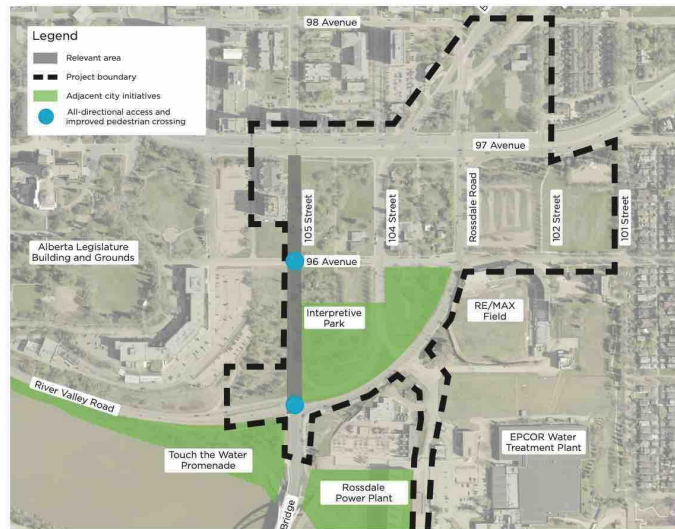 Legend
Relevant area
Project boundary
Adjacent city initiatives
All-directional access and
improved pedestrian crossing
98 Avenue
97 Avenue
105 Street
104 Street
Rossdale Road
102 Street
101 Street
Alberta Legislature
Building and Grounds
96 Avenue
Interpretive
Park
RE/MAX
Field
River Valley Road
Touch the Water
Promenade
EPCOR Water
Treatment Plant
Rossdale
Power Plant
Bridge